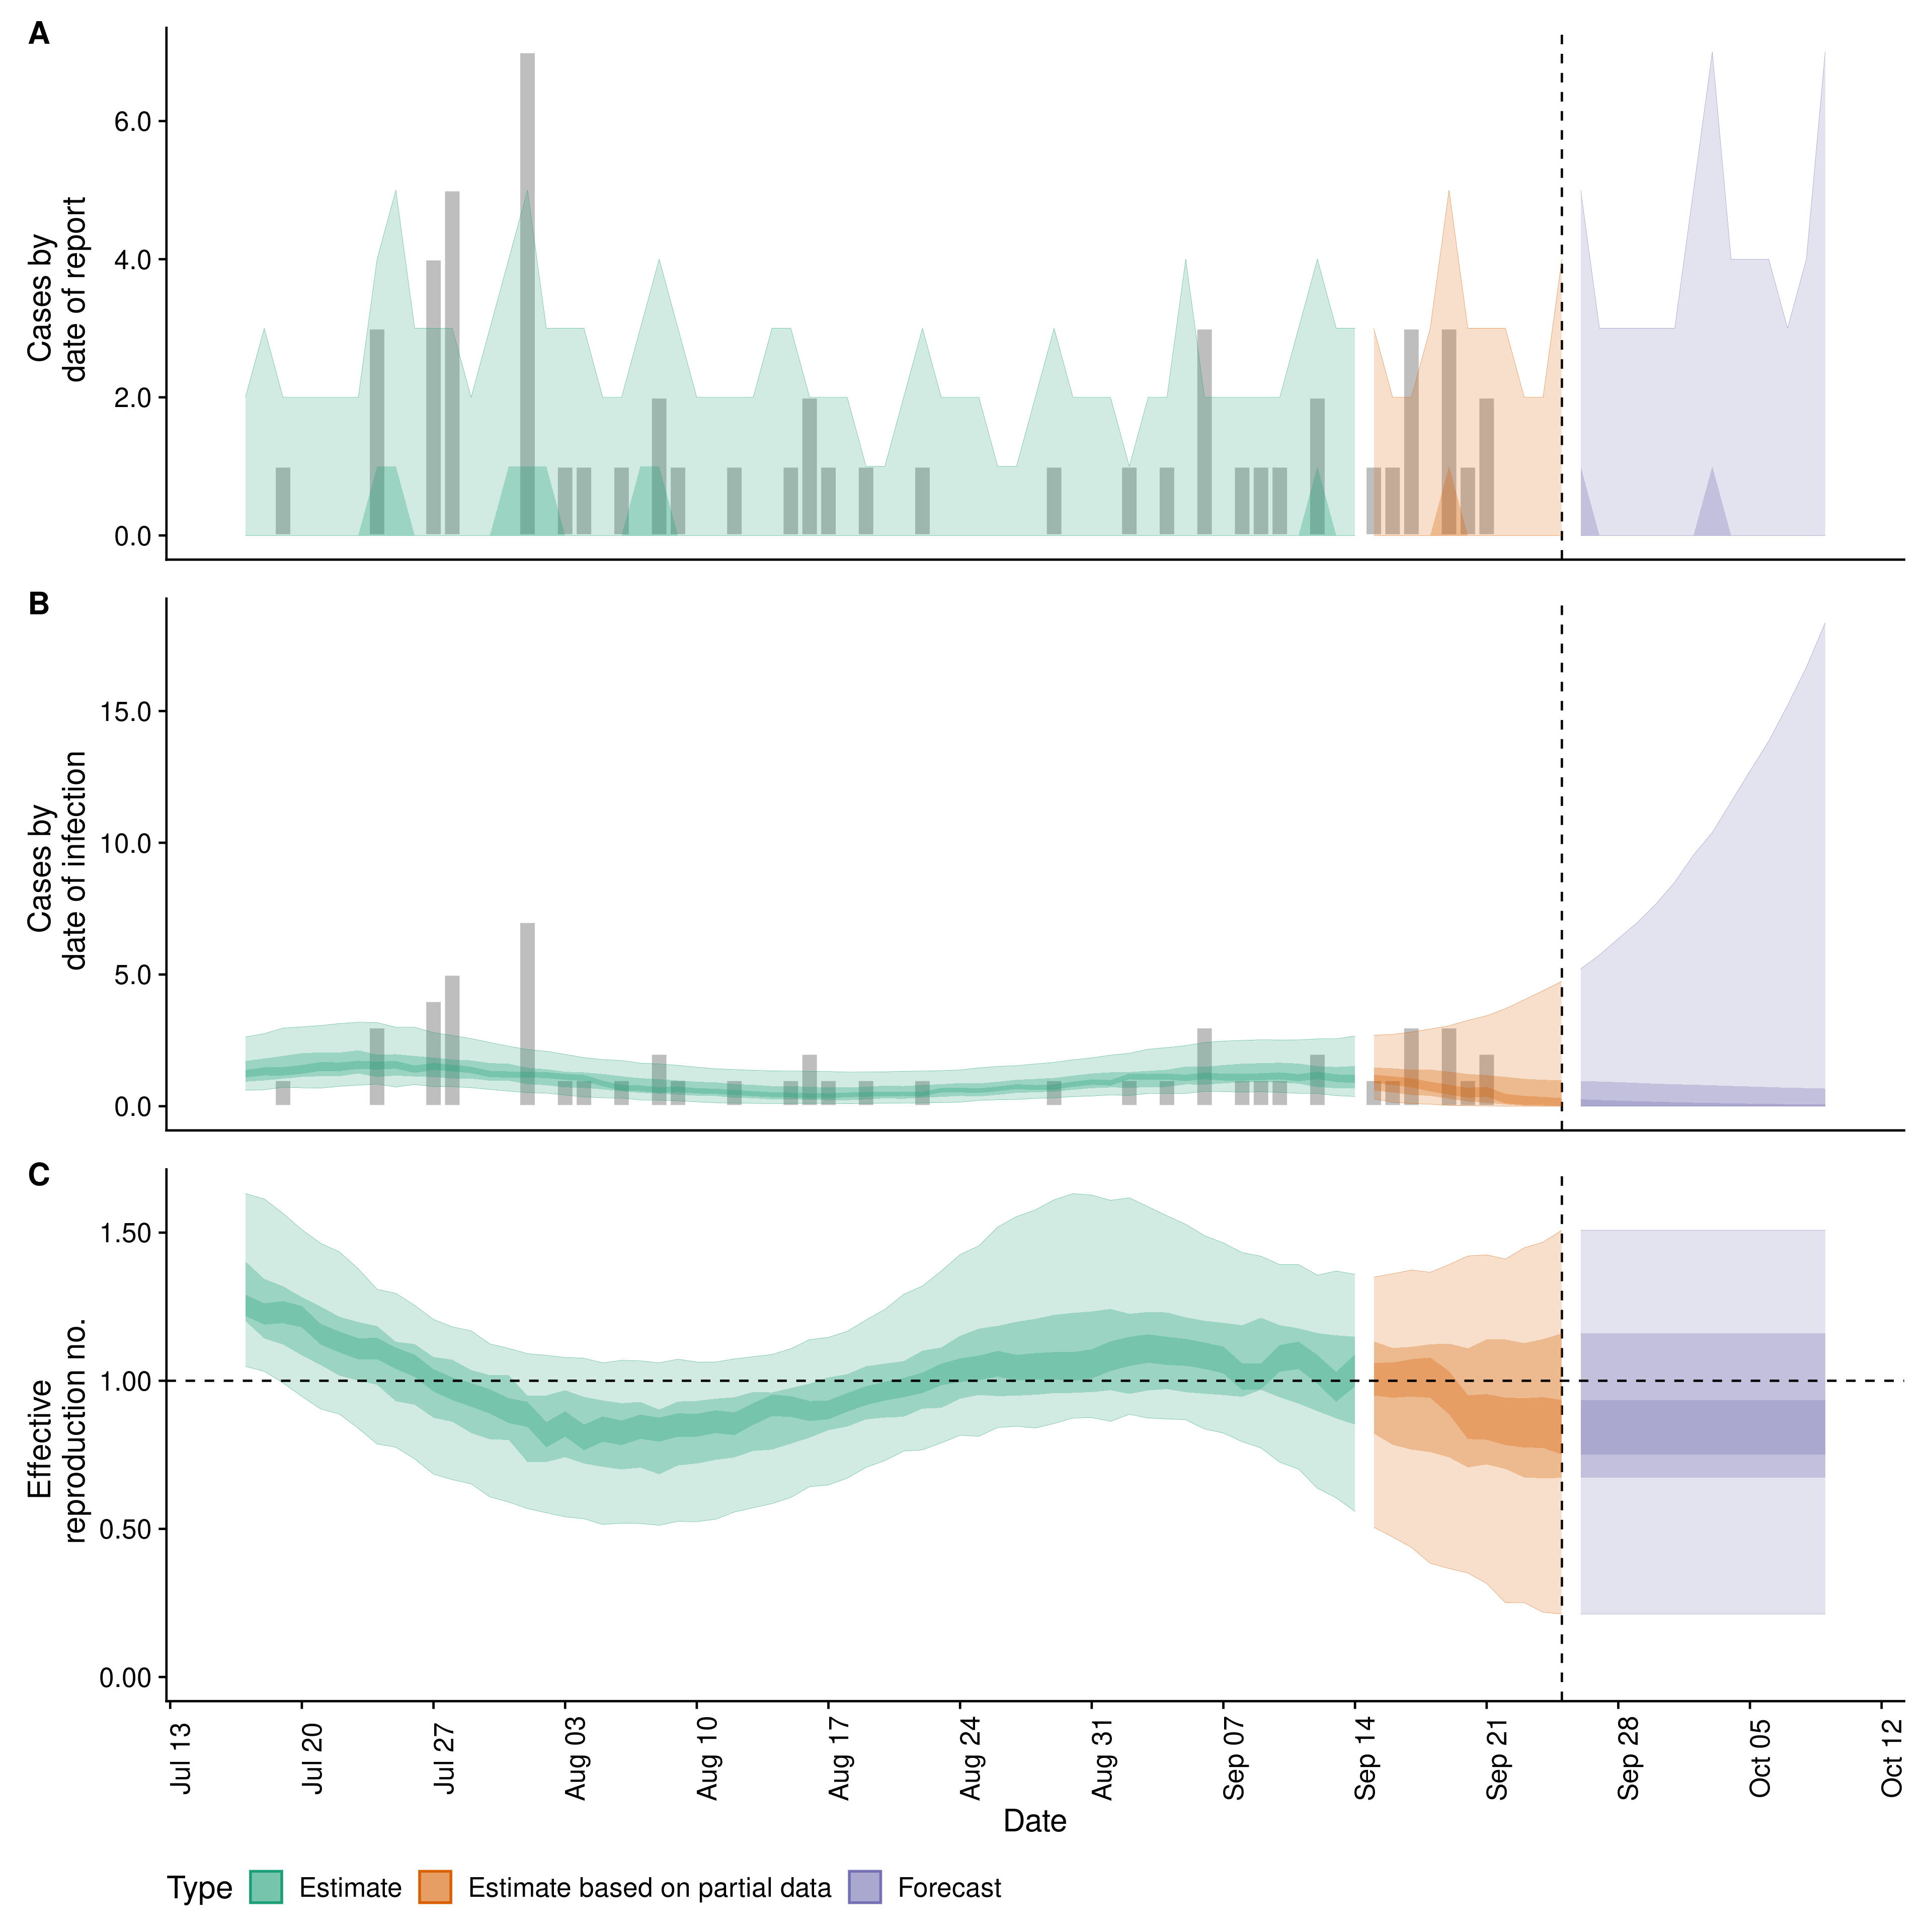 A
Cases by
date of report
6.0
4.0
2.0
0.0
B
Cases by
date of infection
15.0
10.0
5.0
0.0
C
Effective
reproduction no.
1.50
1.00
0.50
0.00
Jul 13
Jul 20
Jul 27
Aug 03
Aug 10
Aug 17
Aug 24
Aug 31
Sep 07
Sep 14
Sep 21
Sep 28
Oct 05
Oct 12
Date
Type
Estimate
Estimate based on partial data
Forecast